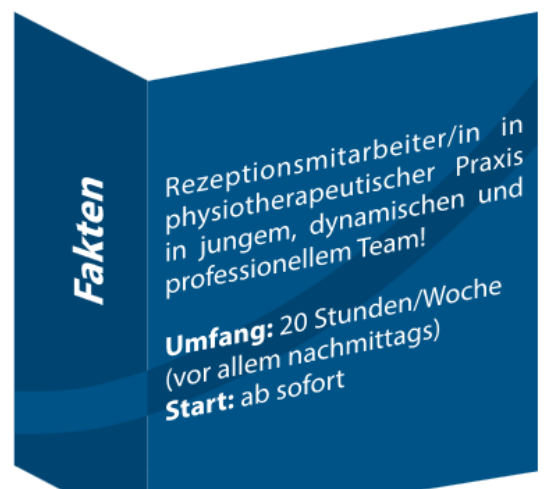 Fakten
Rezeptionsmitarbeiter/in in
physiotherapeutischer Praxis
in jungem, dynamischen und
professionellem Team!
Umfang: 20 Stunden/Woche
(vor allem nachmittags)
Start: ab sofort